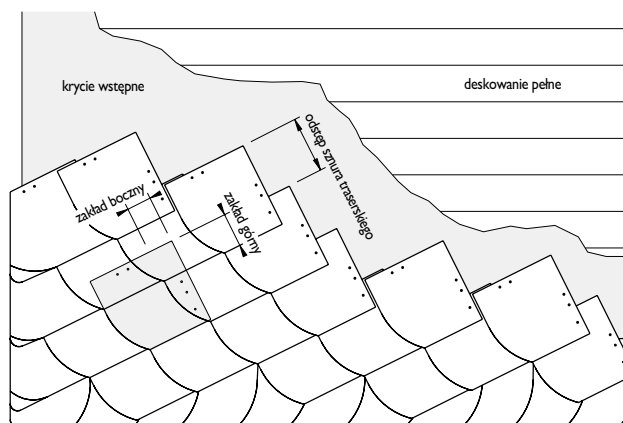 krycie wstępne
deskowanie pełne
odstęp sznura traserskiego
zakład boczny
zakład górny